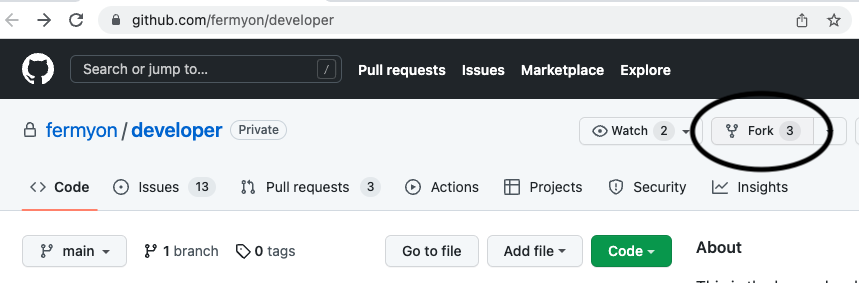 github.com/fermyon/developer
Search or jump to... / Pull requests Issues Marketplace Explore
fermyon / developer Private Watch 2 Fork 3
Code Issues 13 Pull requests 3 Actions Projects Security Insights
main 1 branch 0 tags Go to file Add file Code About